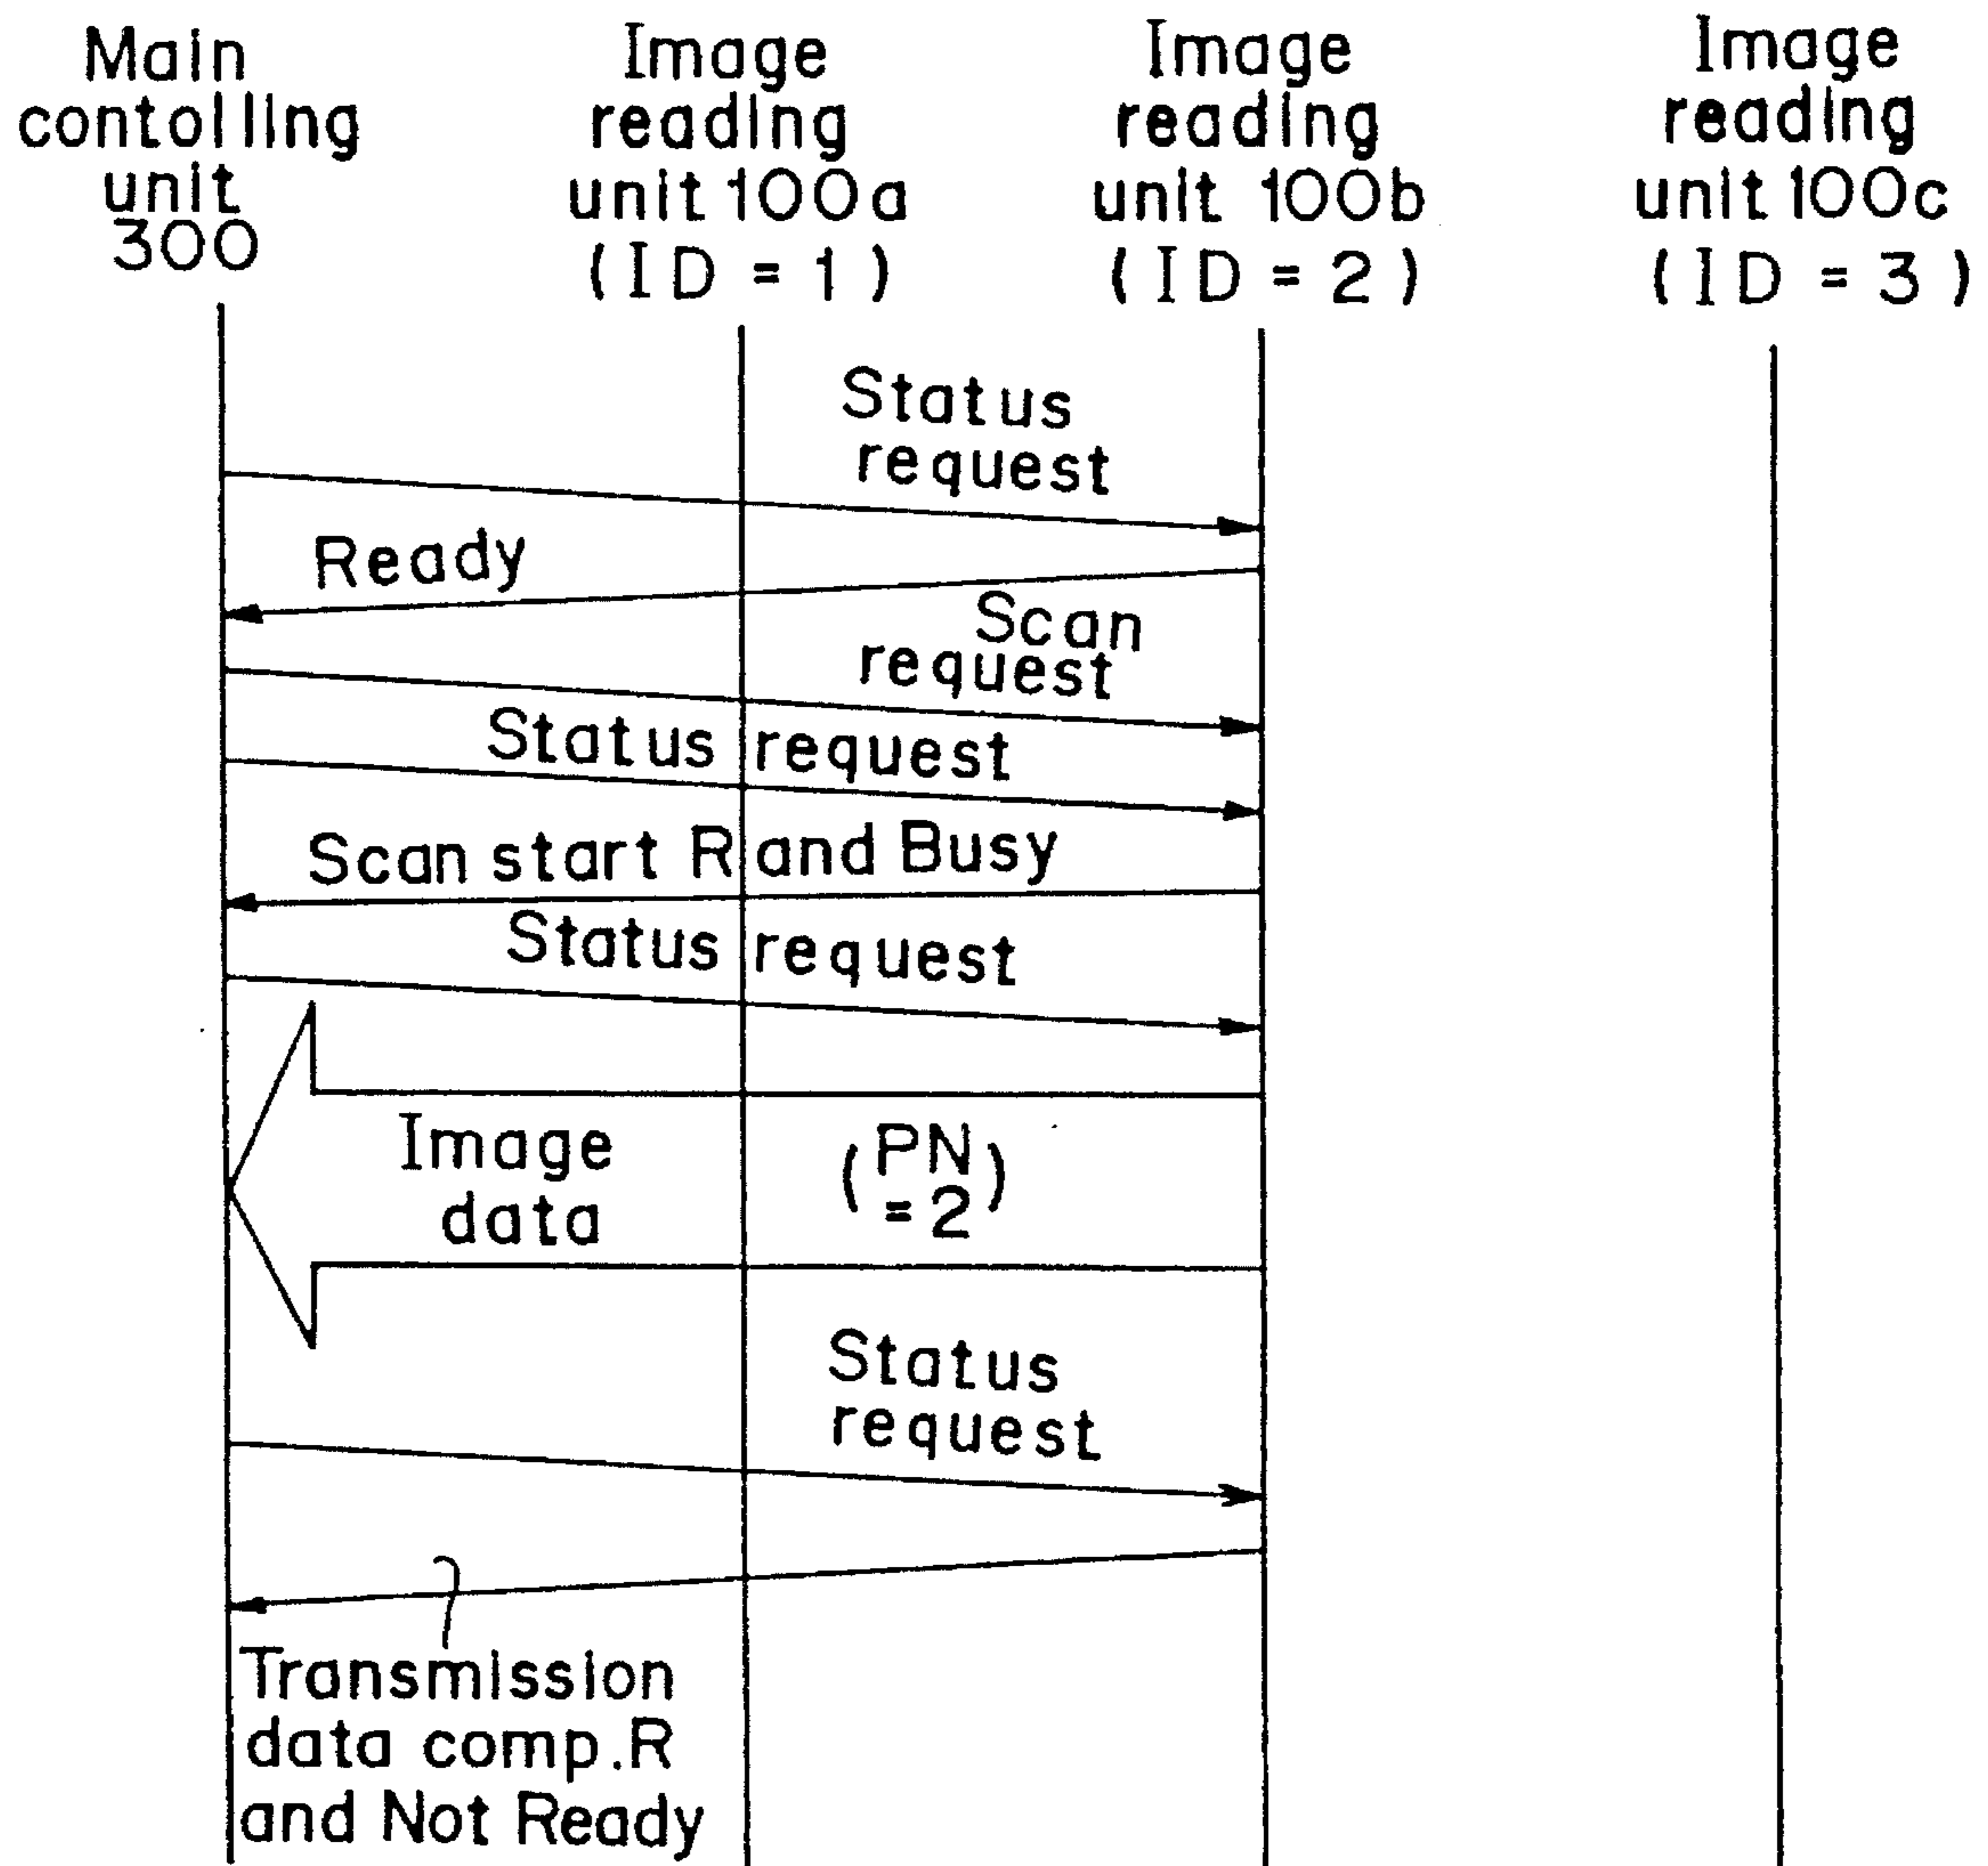 Main
contolling
unit
300
Image
reading
unit 100a
(ID = 1)
Image
reading
unit 100b
(ID = 2)
Image
reading
unit 100c
(ID = 3)
Status
request
Ready
Scan
request
Status request
Scan start R and Busy
Status request
Image
data
(PN
=2)
Status
request
Transmission
data comp.R
and Not Ready